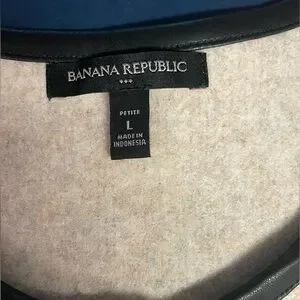 BANANA REPUBLIC
PETITE
L
MADE IN
INDONESIA